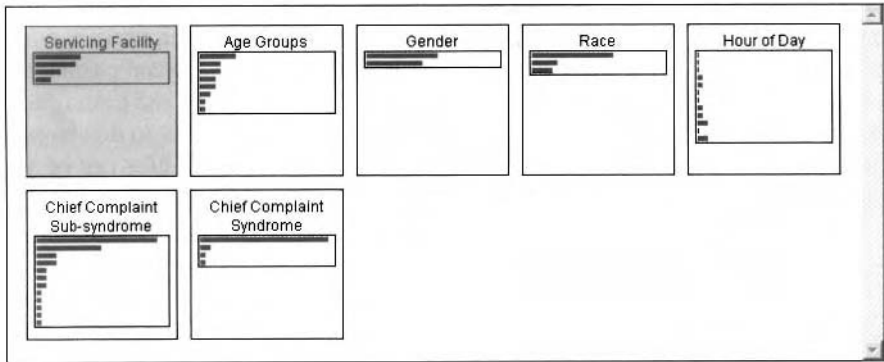 Servicing Facility
Age Groups
Gender
Race
Hour of Day
Chief Complaint
Sub-syndrome
Chief Complaint
Syndrome